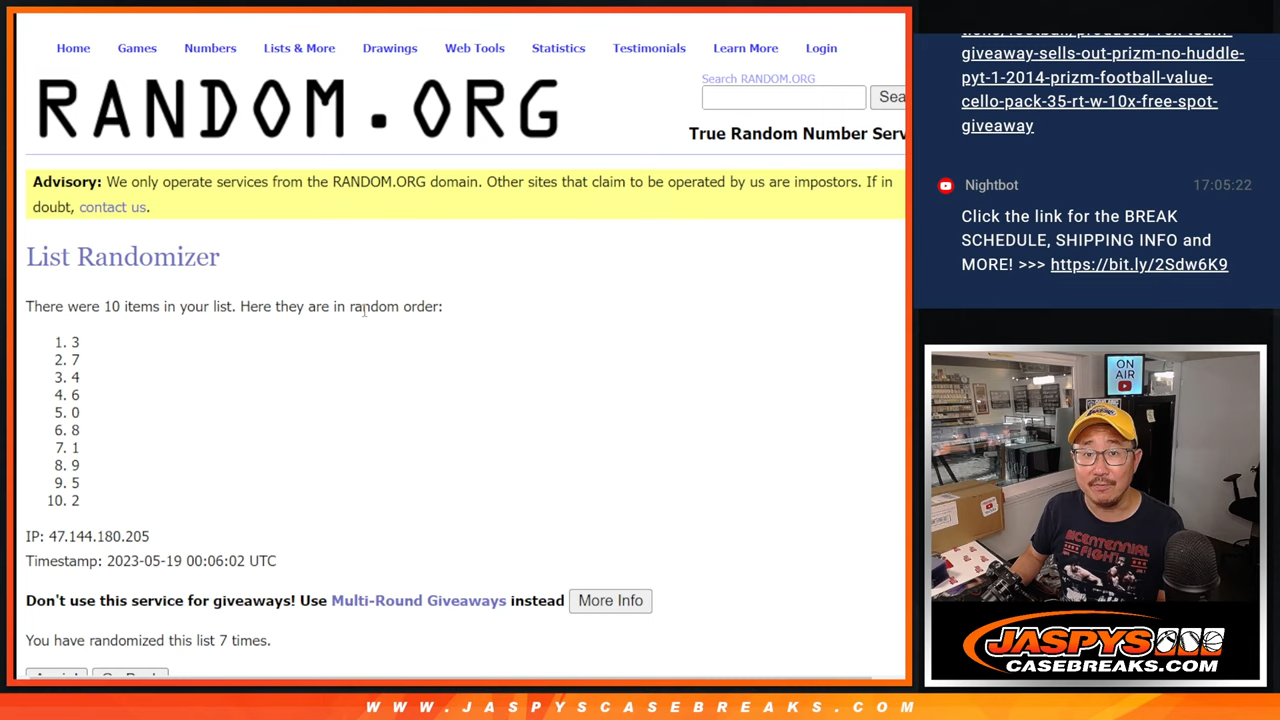 Home Games Numbers Lists & More Drawings Web Tools Statistics Testimonials Learn More Login
RANDOM.ORG
Search RANDOM.ORG
Sea
True Random Number Serv
Advisory: We only operate services from the RANDOM.ORG domain. Other sites that claim to be operated by us are impostors. If in
doubt, contact us.
List Randomizer
There were 10 items in your list. Here they are in random order:
1. 3
2. 7
3. 4
4. 6
5. 0
6. 8
7. 1
8. 9
9. 5
10. 2
IP: 47.144.180.205
Timestamp: 2023-05-19 00:06:02 UTC
Don't use this service for giveaways! Use Multi-Round Giveaways instead More Info
You have randomized this list 7 times.
giveaway-sells-out-prizm-no-huddle-
pyt-1-2014-prizm-football-value-
cello-pack-35-rt-w-10x-free-spot-
giveaway
Nightbot 17:05:22
Click the link for the BREAK
SCHEDULE, SHIPPING INFO and
MORE! >>> https://bit.ly/2Sdw6K9
ON
AIR
BICENTENNIAL
FIGHT
JASPYS
CASEBREAKS.COM
WWW.JASPYSCASEBREAKS.COM